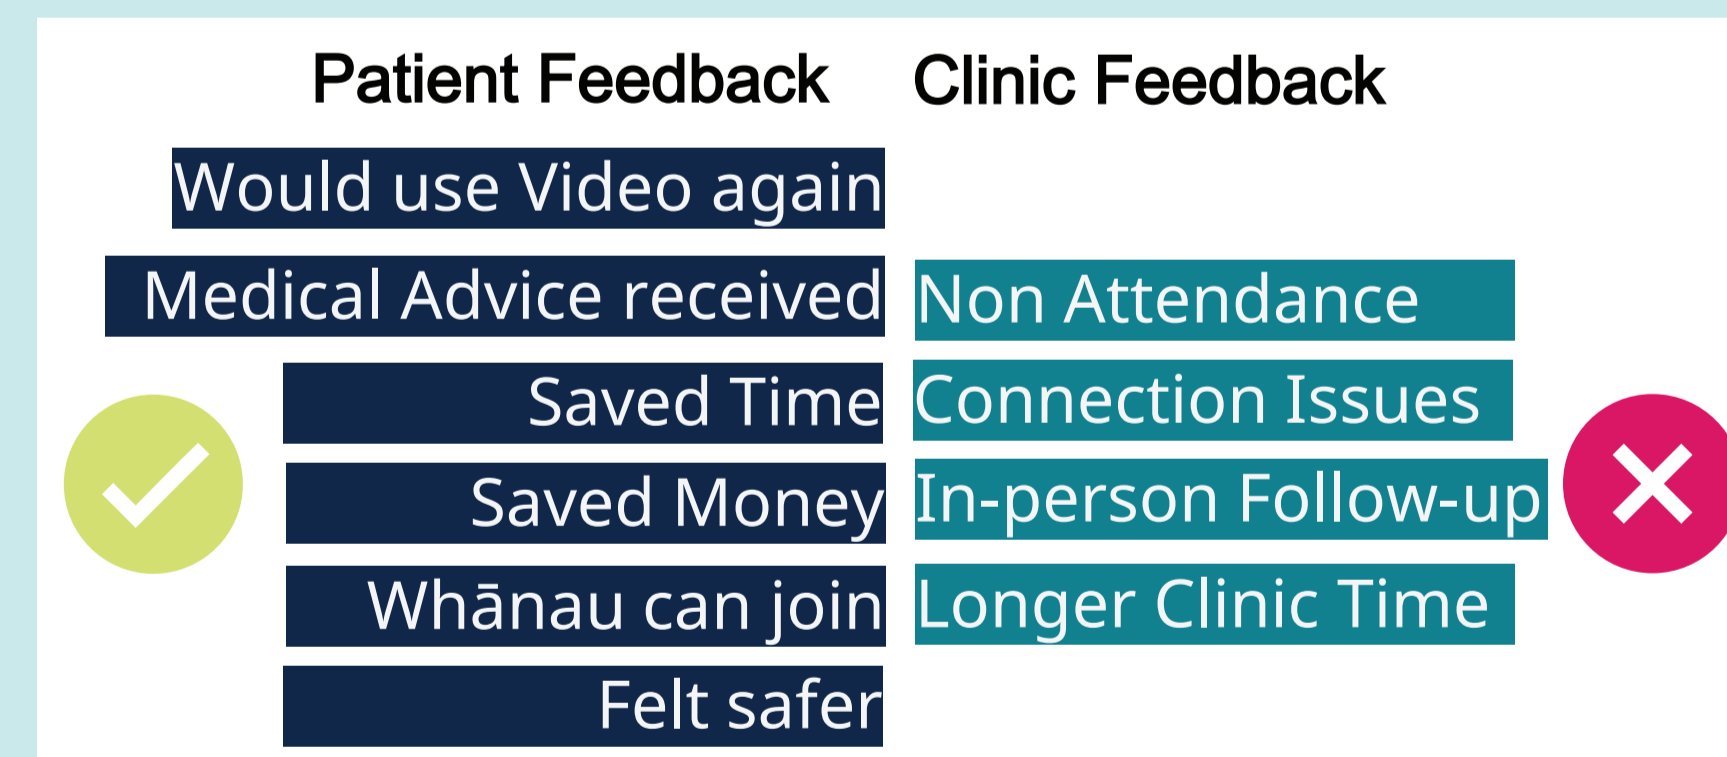 Patient Feedback
Would use Video again
Medical Advice received
Saved Time
Saved Money
Whānau can join
Felt safer
Clinic Feedback
Non Attendance
Connection Issues
In-person Follow-up
Longer Clinic Time